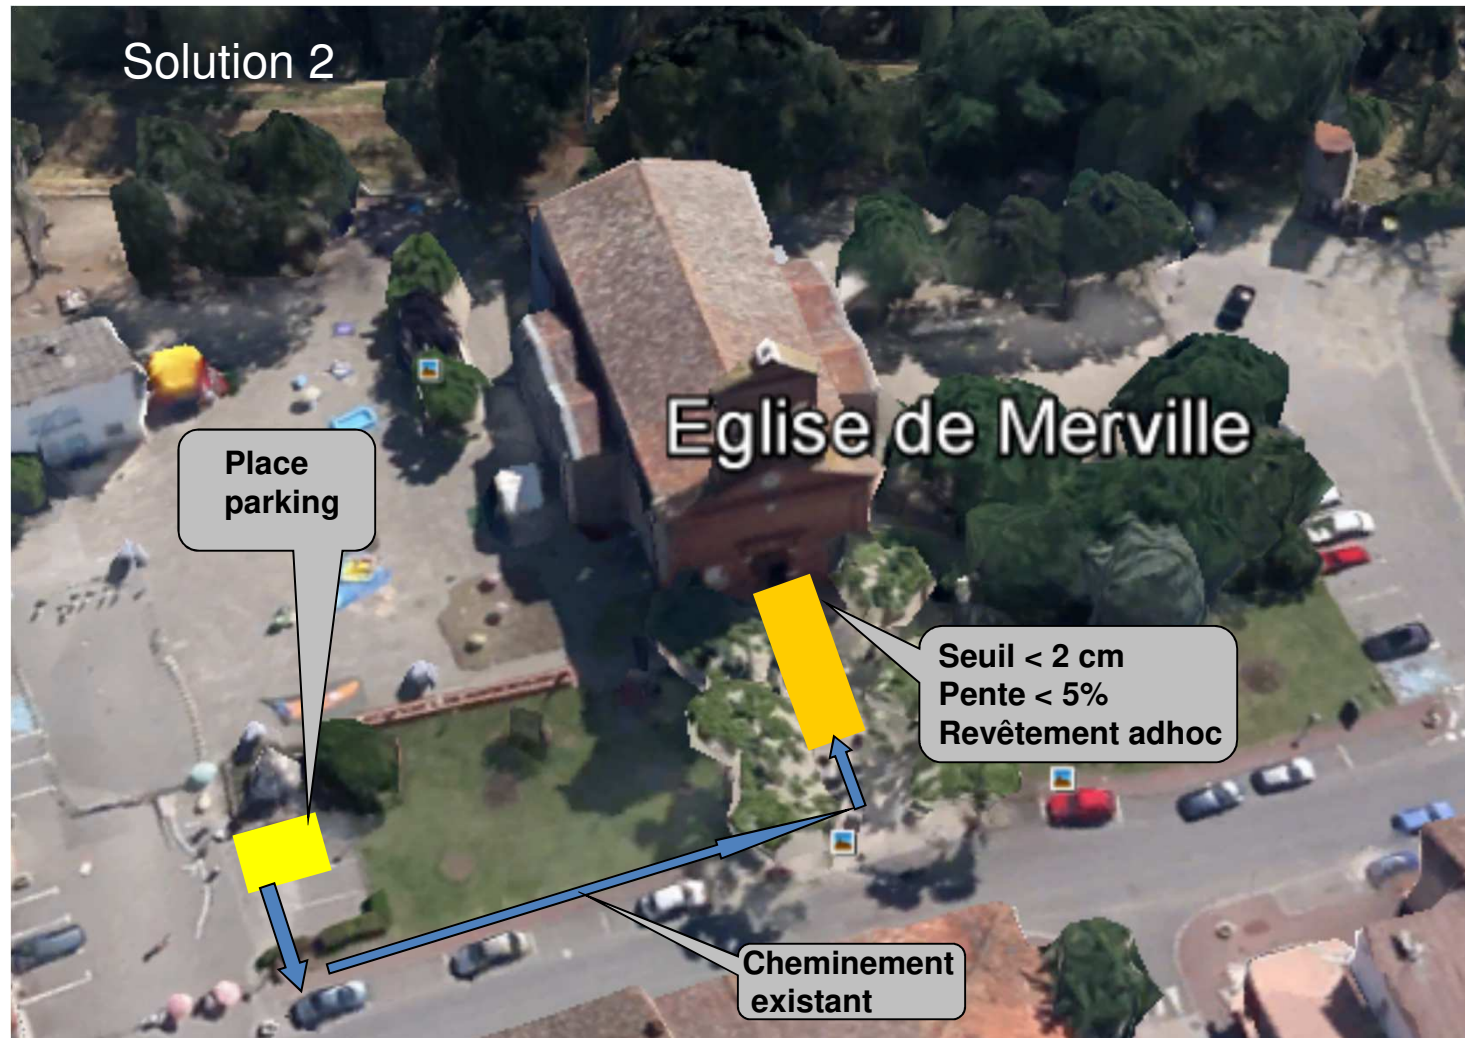 Solution 2
Eglise de Merville
Place
parking
Seuil < 2 cm
Pente < 5%
Revêtement adhoc
Cheminement
existant